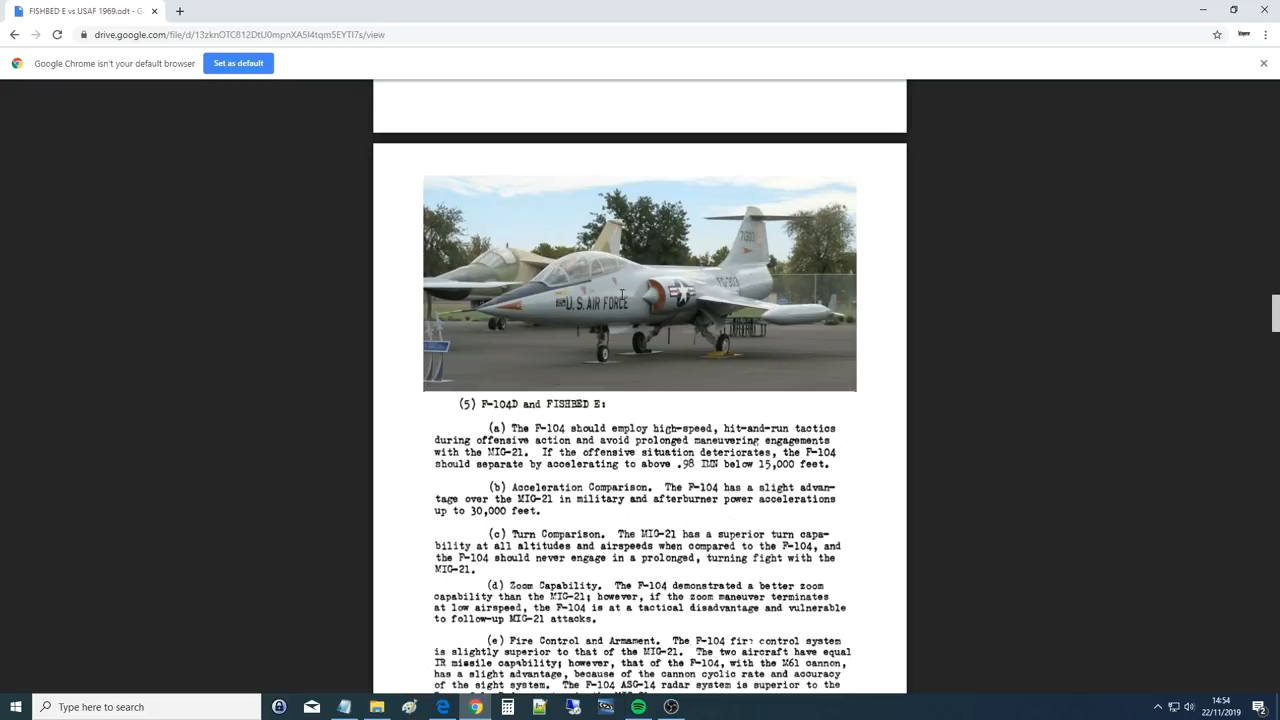 FISHBED E vs USAF 1969.odt - G
drive.google.com/file/d/13zknOTC812DtU0mpnXA5l4tqm5EYTI7s/view
Google Chrome isn't your default browser
Set as default
71303
FG-303
U.S. AIR FORCE
(5) F-104D and FISHBED E:
(a) The F-104 should employ high-speed, hit-and-run tactics
during offensive action and avoid prolonged maneuvering engagements
with the MIG-21. If the offensive situation deteriorates, the F-104
should separate by accelerating to above .98 IMN below 15,000 feet.
(b) Acceleration Comparison. The F-104 has a slight advan-
tage over the MIG-21 in military and afterburner power accelerations
up to 30,000 feet.
(c) Turn Comparison. The MIG-21 has a superior turn capa-
bility at all altitudes and airspeeds when compared to the F-104, and
the F-104 should never engage in a prolonged, turning fight with the
MIG-21.
(d) Zoom Capability. The F-104 demonstrated a better zoom
capability than the MIG-21; however, if the zoom maneuver terminates
at low airspeed, the F-104 is at a tactical disadvantage and vulnerable
to follow-up MIG-21 attacks.
(e) Fire Control and Armament. The F-104 fire control system
is slightly superior to that of the MIG-21. The two aircraft have equal
IR missile capability; however, that of the F-104, with the M61 cannon,
has a slight advantage, because of the cannon cyclic rate and accuracy
of the sight system. The F-104 ASG-14 radar system is superior to the
Type here to search
14:54
22/11/2019
2